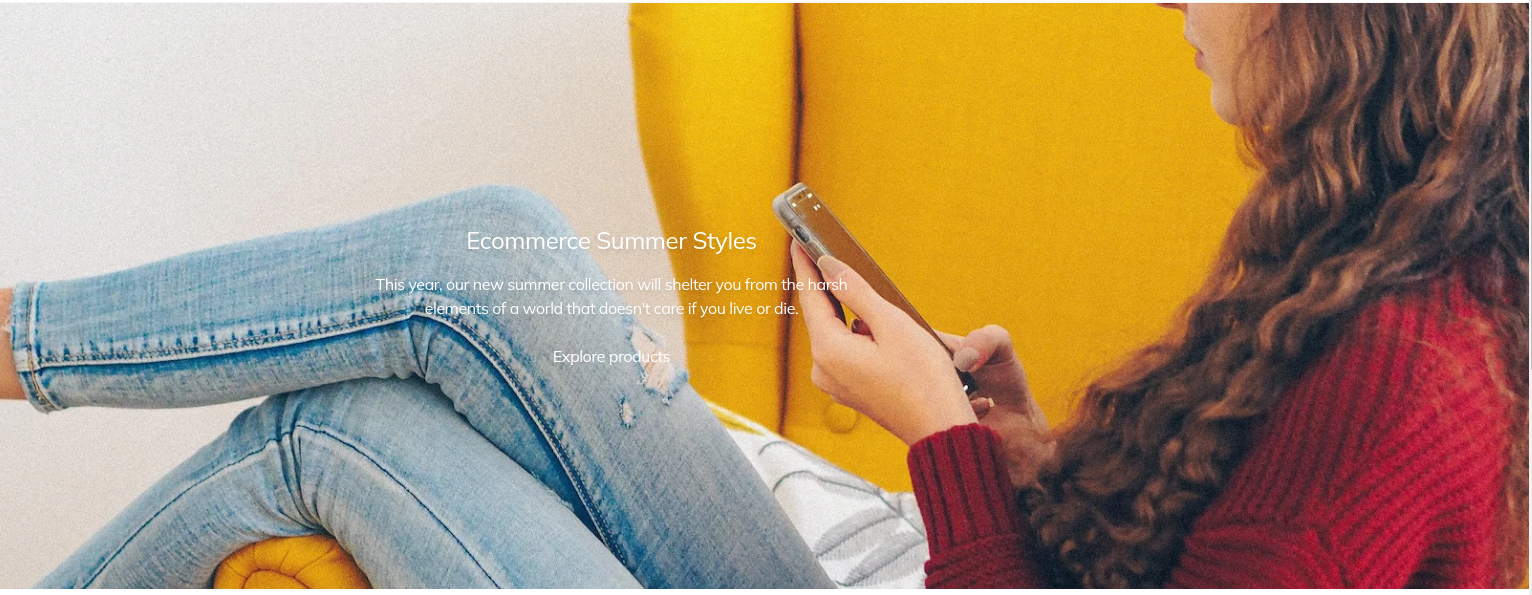 Ecommerce Summer Styles
This year, our new summer collection will shelter you from the harsh
elements of a world that doesn't care if you live or die.
Explore products